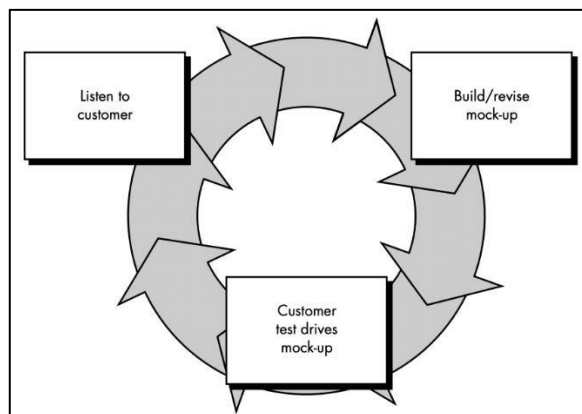 Listen to
customer
Build/revise
mock-up
Customer
test drives
mock-up